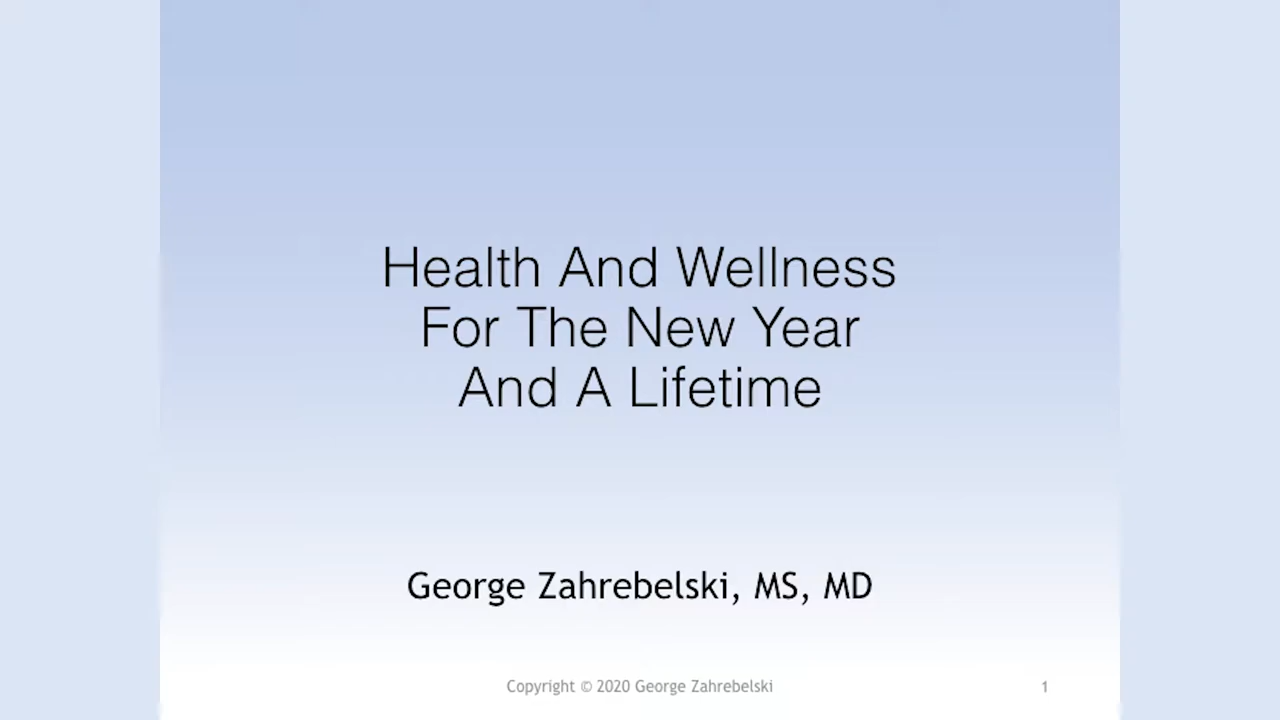 Health And Wellness
For The New Year
And A Lifetime
George Zahrebelski, MS, MD
Copyright © 2020 George Zahrebelski
1